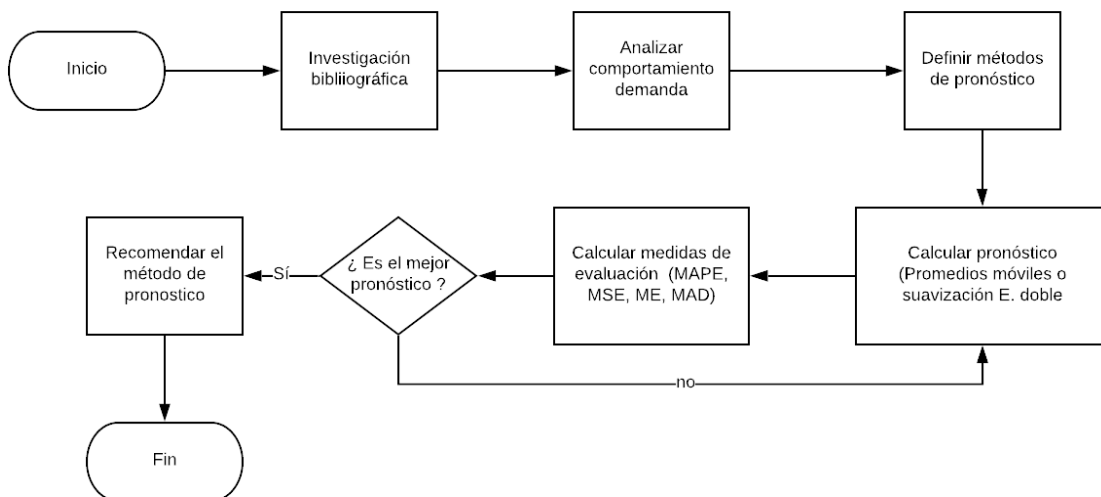 Inicio
Investigación
bibliiográfica
Analizar
comportamiento
demanda
Definir métodos
de pronóstico
Calcular pronóstico
(Promedios móviles o
suavización E. doble
Calcular medidas de
evaluación (MAPE,
MSE, ME, MAD)
¿ Es el mejor
pronóstico ?
Sí
no
Recomendar el
método de
pronostico
Fin